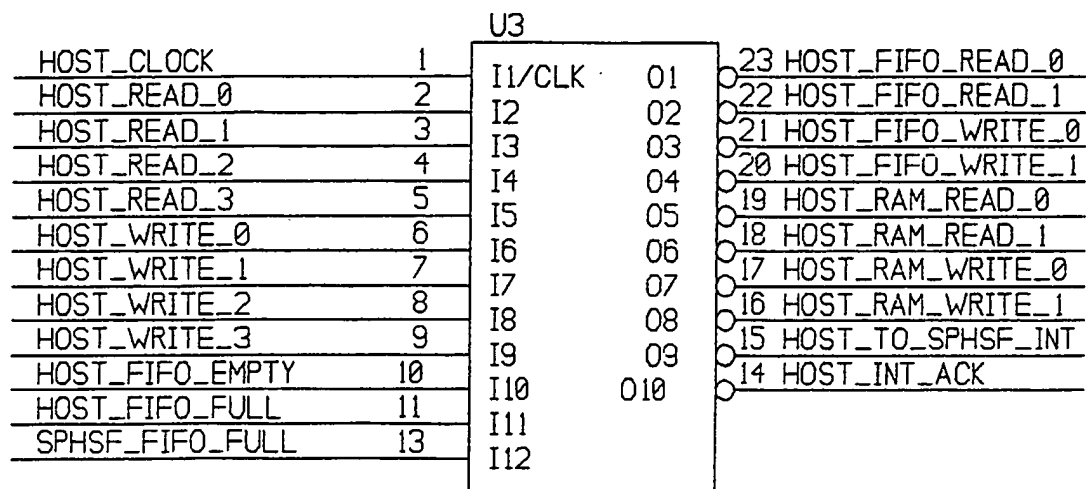 U3
HOST_CLOCK 1 I1/CLK O1 23 HOST_FIFO_READ_0
HOST_READ_0 2 I2 O2 22 HOST_FIFO_READ_1
HOST_READ_1 3 I3 O3 21 HOST_FIFO_WRITE_0
HOST_READ_2 4 I4 O4 20 HOST_FIFO_WRITE_1
HOST_READ_3 5 I5 O5 19 HOST_RAM_READ_0
HOST_WRITE_0 6 I6 O6 18 HOST_RAM_READ_1
HOST_WRITE_1 7 I7 O7 17 HOST_RAM_WRITE_0
HOST_WRITE_2 8 I8 O8 16 HOST_RAM_WRITE_1
HOST_WRITE_3 9 I9 O9 15 HOST_TO_SPHSF_INT
HOST_FIFO_EMPTY 10 I10 O10 14 HOST_INT_ACK
HOST_FIFO_FULL 11 I11
SPHSF_FIFO_FULL 13 I12